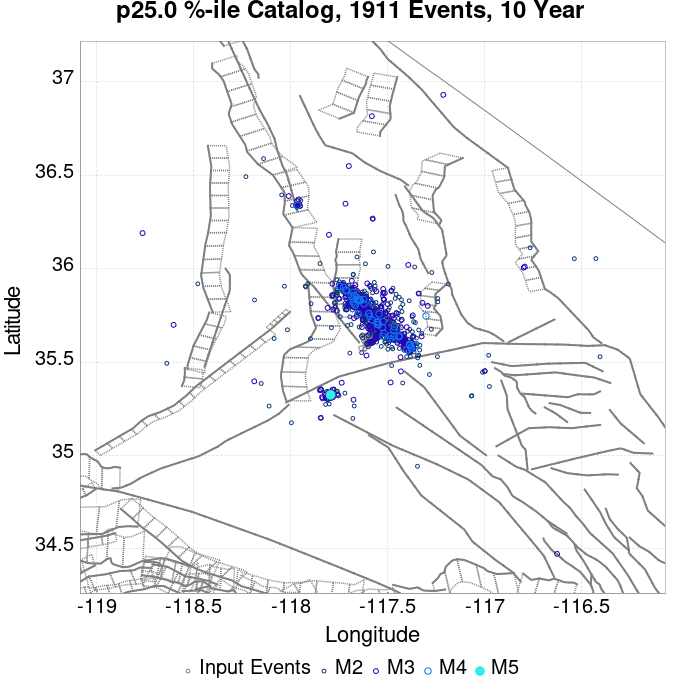 p25.0 %-ile Catalog, 1911 Events, 10 Year
37
36.5
36
35.5
35
34.5
Latitude
-119 -118.5 -118 -117.5 -117 -116.5
Longitude
Input Events M2 M3 M4 M5